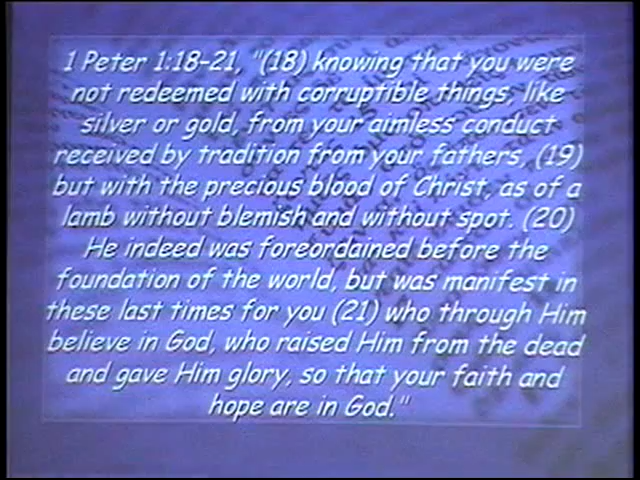 1 Peter 1:18-21, "(18) knowing that you were
not redeemed with corruptible things, like
silver or gold, from your aimless conduct
received by tradition from your fathers, (19)
but with the precious blood of Christ, as of a
lamb without blemish and without spot. (20)
He indeed was foreordained before the
foundation of the world, but was manifest in
these last times for you (21) who through Him
believe in God, who raised Him from the dead
and gave Him glory, so that your faith and
hope are in God."